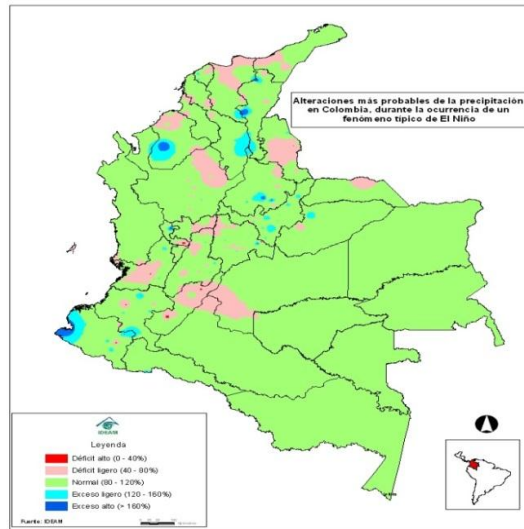 Alteraciones más probables de la precipitación
en Colombia, durante la ocurrencia de un
fenómeno típico de El Niño
IDEAM
Leyenda
Déficit alto (0 - 40%)
Déficit ligero (40 - 80%)
Normal (80 - 120%)
Exceso ligero (120 - 160%)
Exceso alto (> 160%)
Fuente: IDEAM